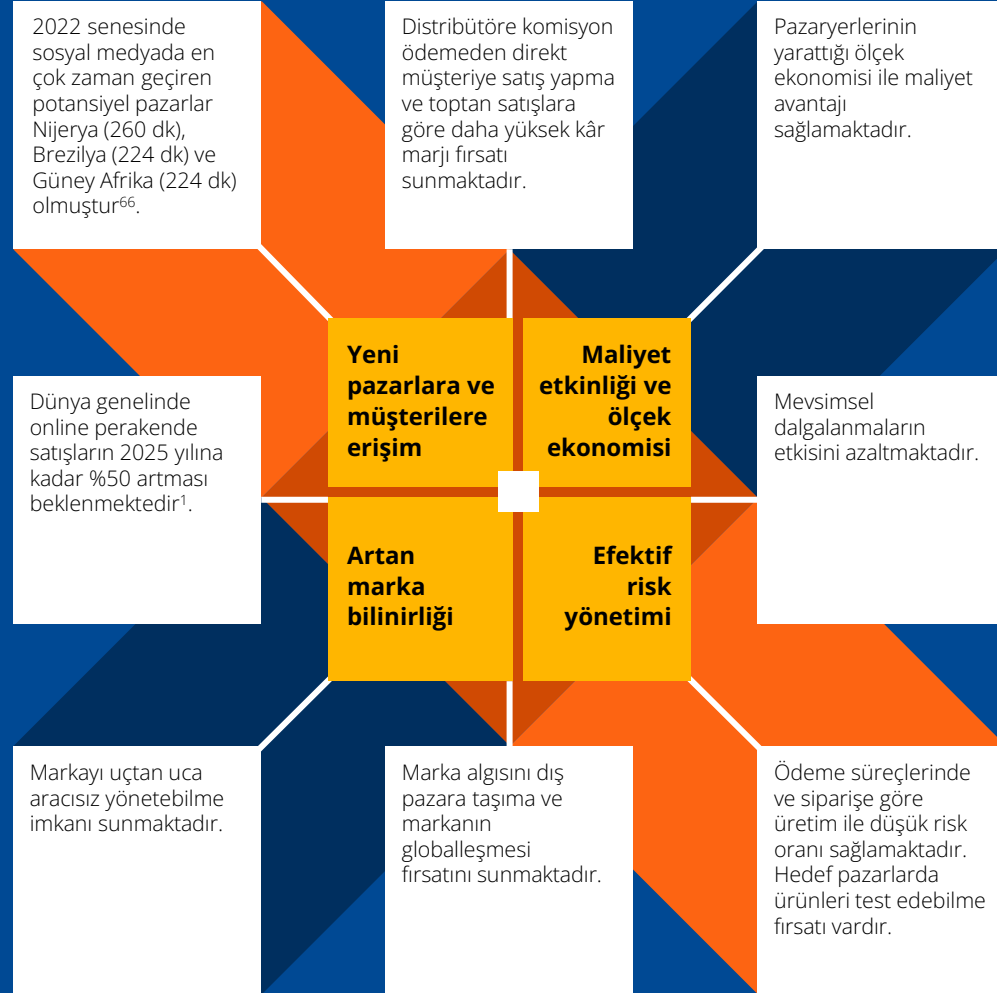 2022 senesinde
sosyal medyada en
çok zaman geçiren
potansiyel pazarlar
Nijerya (260 dk),
Brezilya (224 dk) ve
Güney Afrika (224 dk)
olmuştur⁶⁶.
Distribütöre komisyon
ödemeden direkt
müşteriye satış yapma
ve toptan satışlara
göre daha yüksek kâr
marjı fırsatı
sunmaktadır.
Pazaryerlerinin
yarattığı ölçek
ekonomisi ile maliyet
avantajı
sağlamaktadır.
Yeni
pazarlara ve
müşterilere
erişim
Maliyet
etkinliği ve
ölçek
ekonomisi
Dünya genelinde
online perakende
satışların 2025 yılına
kadar %50 artması
beklenmektedir¹.
Mevsimsel
dalgalanmaların
etkisini azaltmaktadır.
Artan
marka
bilinirliği
Efektif
risk
yönetimi
Markayı uçtan uca
aracısız yönetebilme
imkanı sunmaktadır.
Marka algısını dış
pazara taşıma ve
markanın
globalleşmesi
fırsatını sunmaktadır.
Ödeme süreçlerinde
ve siparişe göre
üretim ile düşük risk
oranı sağlamaktadır.
Hedef pazarlarda
ürünleri test edebilme
fırsatı vardır.